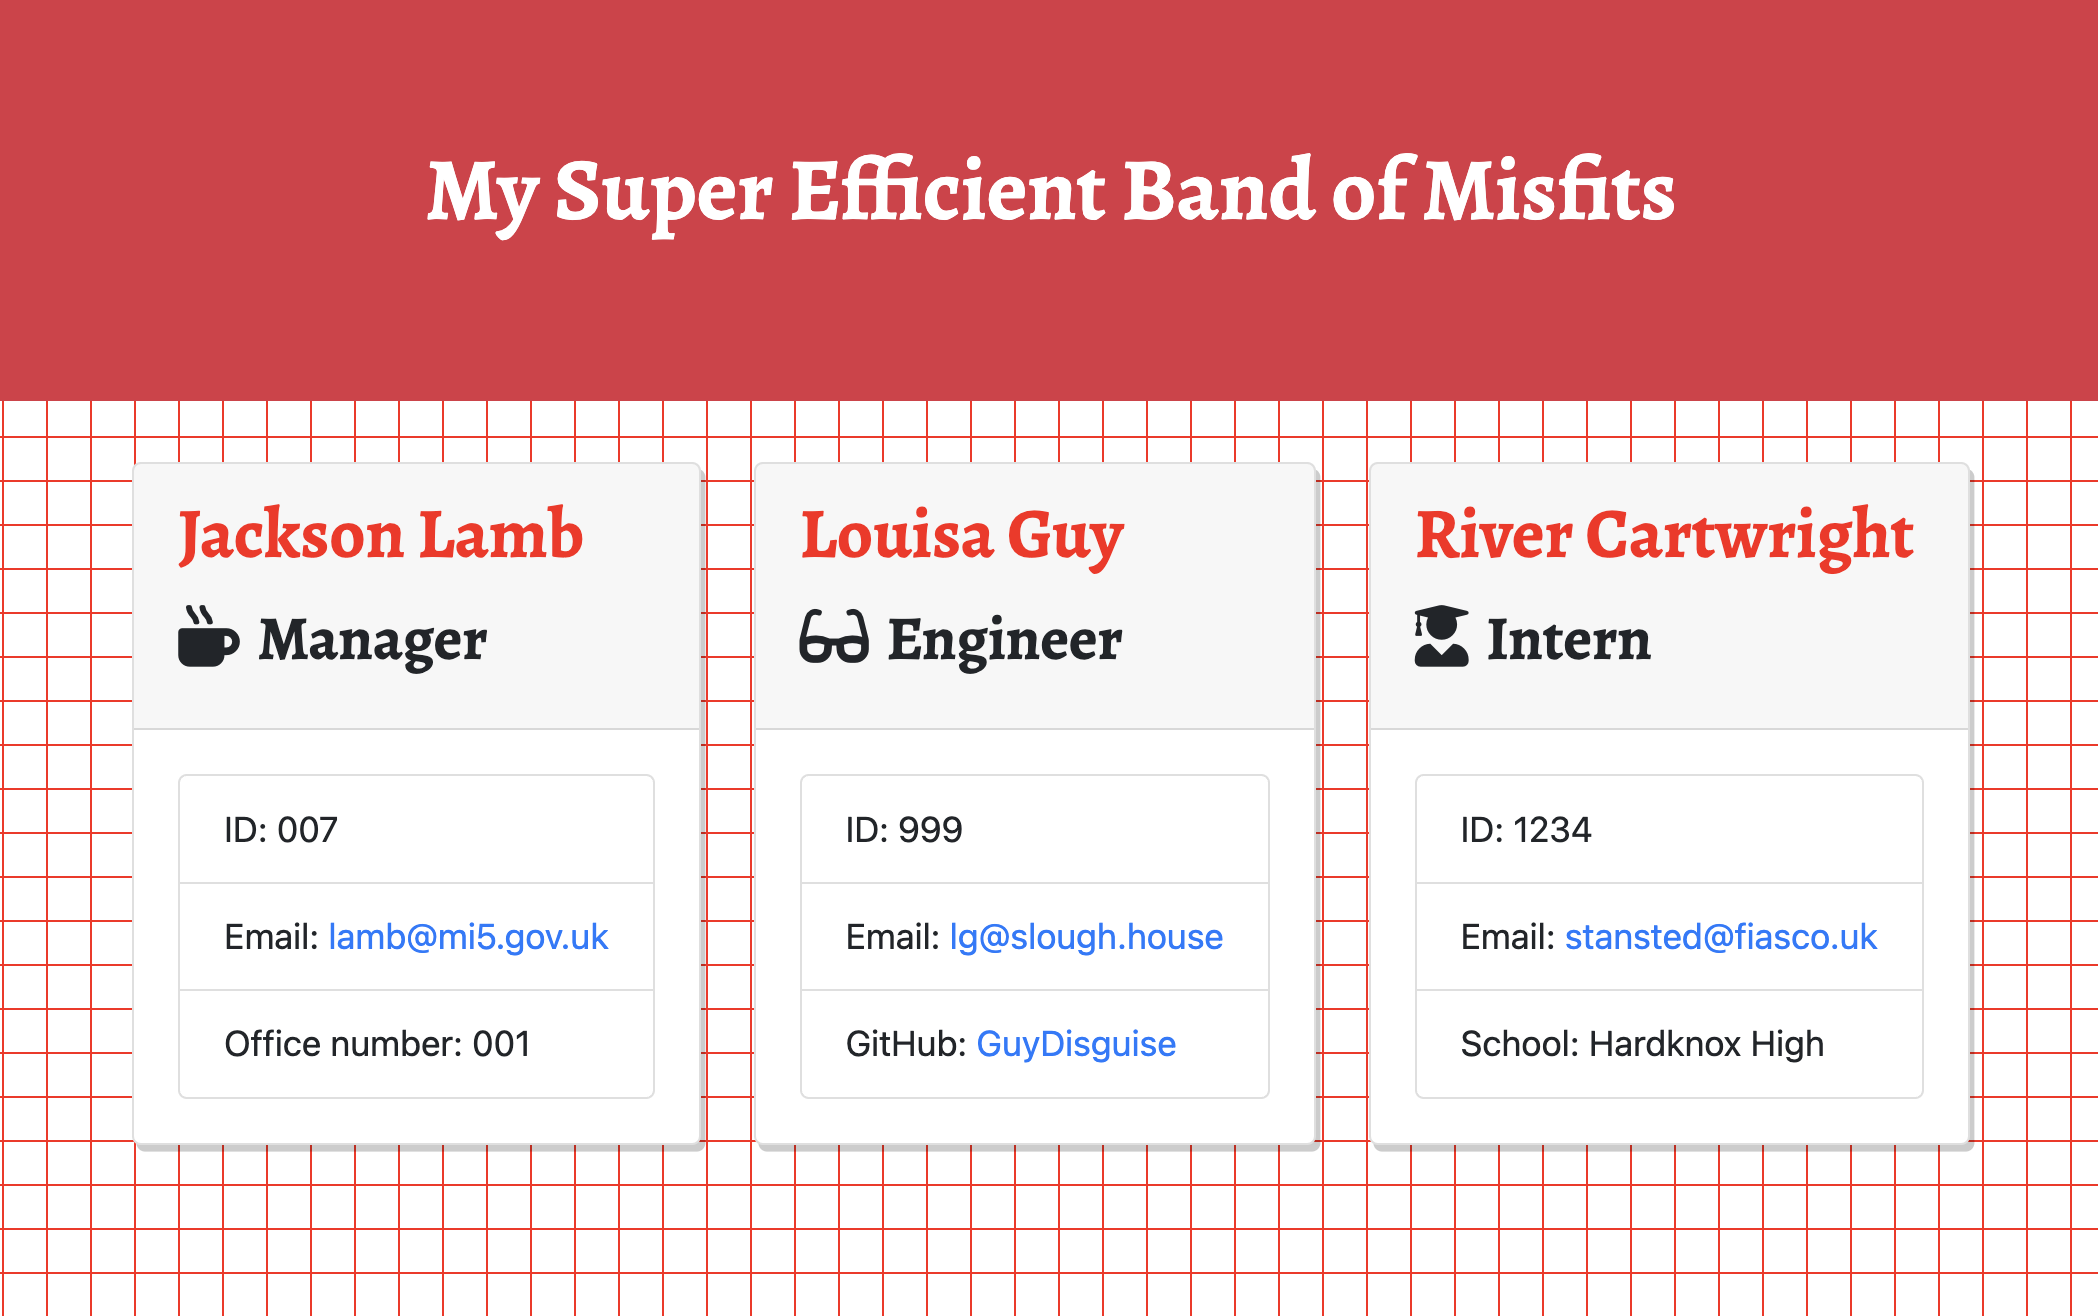 My Super Efficient Band of Misfits
Jackson Lamb
Manager
ID: 007
Email: lamb@mi5.gov.uk
Office number: 001
Louisa Guy
Engineer
ID: 999
Email: lg@slough.house
GitHub: GuyDisguise
River Cartwright
Intern
ID: 1234
Email: stansted@fiasco.uk
School: Hardknox High